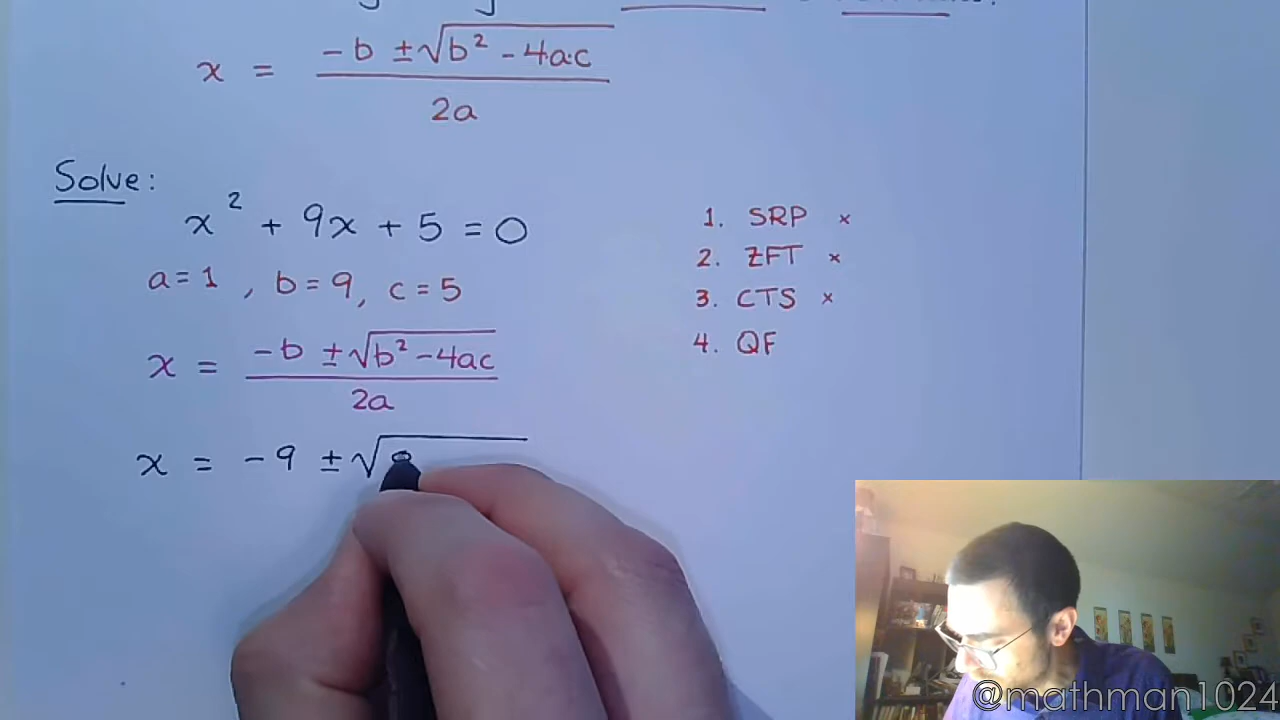 x = -b ±√b² - 4a·c / 2a
Solve:
x² + 9x + 5 = 0
a = 1 , b = 9, c = 5
x = -b ±√b² - 4ac / 2a
x = -9 ±√
1. SRP ×
2. ZFT ×
3. CTS ×
4. QF
@mathman1024